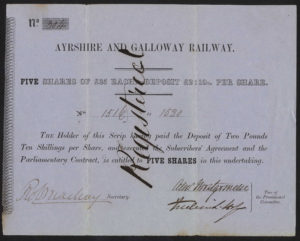 Nº
AYRSHIRE AND GALLOWAY RAILWAY.
FIVE SHARES OF £25 EACH. DEPOSIT £2:10s. PER SHARE.
Nº 1516 1520
Registered
THE Holder of this Scrip having paid the Deposit of Two Pounds
Ten Shillings per Share, and executed the Subscribers' Agreement and the
Parliamentary Contract, is entitled to FIVE SHARES in this undertaking.
Secretary.
Two of
the Provisional
Committee.